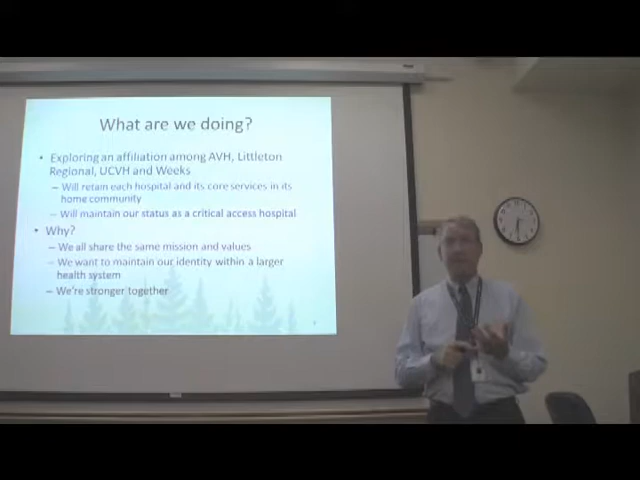 What are we doing?
• Exploring an affiliation among AVH, Littleton
Regional, UCVH and Weeks
– Will retain each hospital and its core services in its
home community
– Will maintain our status as a critical access hospital
• Why?
– We all share the same mission and values
– We want to maintain our identity within a larger
health system
– We're stronger together